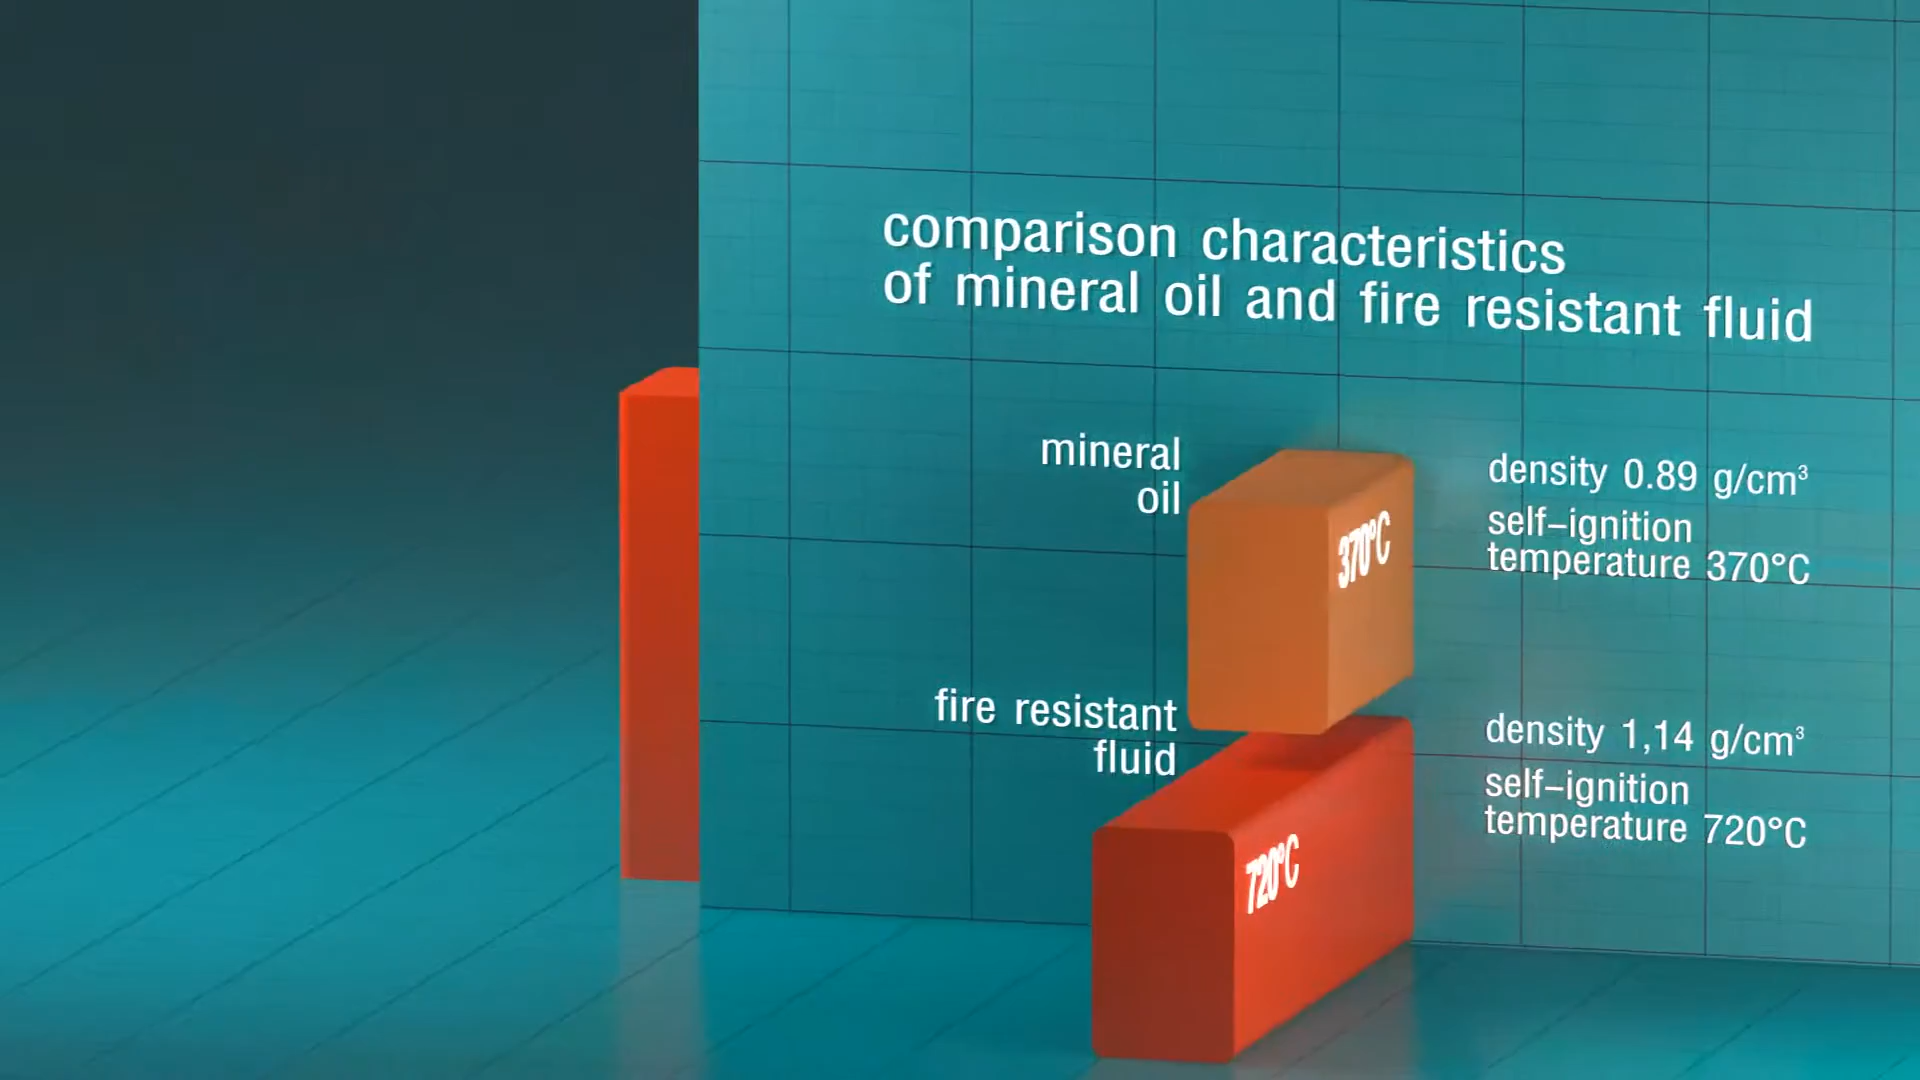 comparison characteristics
of mineral oil and fire resistant fluid
mineral
oil
370°C
density 0.89 g/cm³
self–ignition
temperature 370°C
fire resistant
fluid
720°C
density 1,14 g/cm³
self–ignition
temperature 720°C